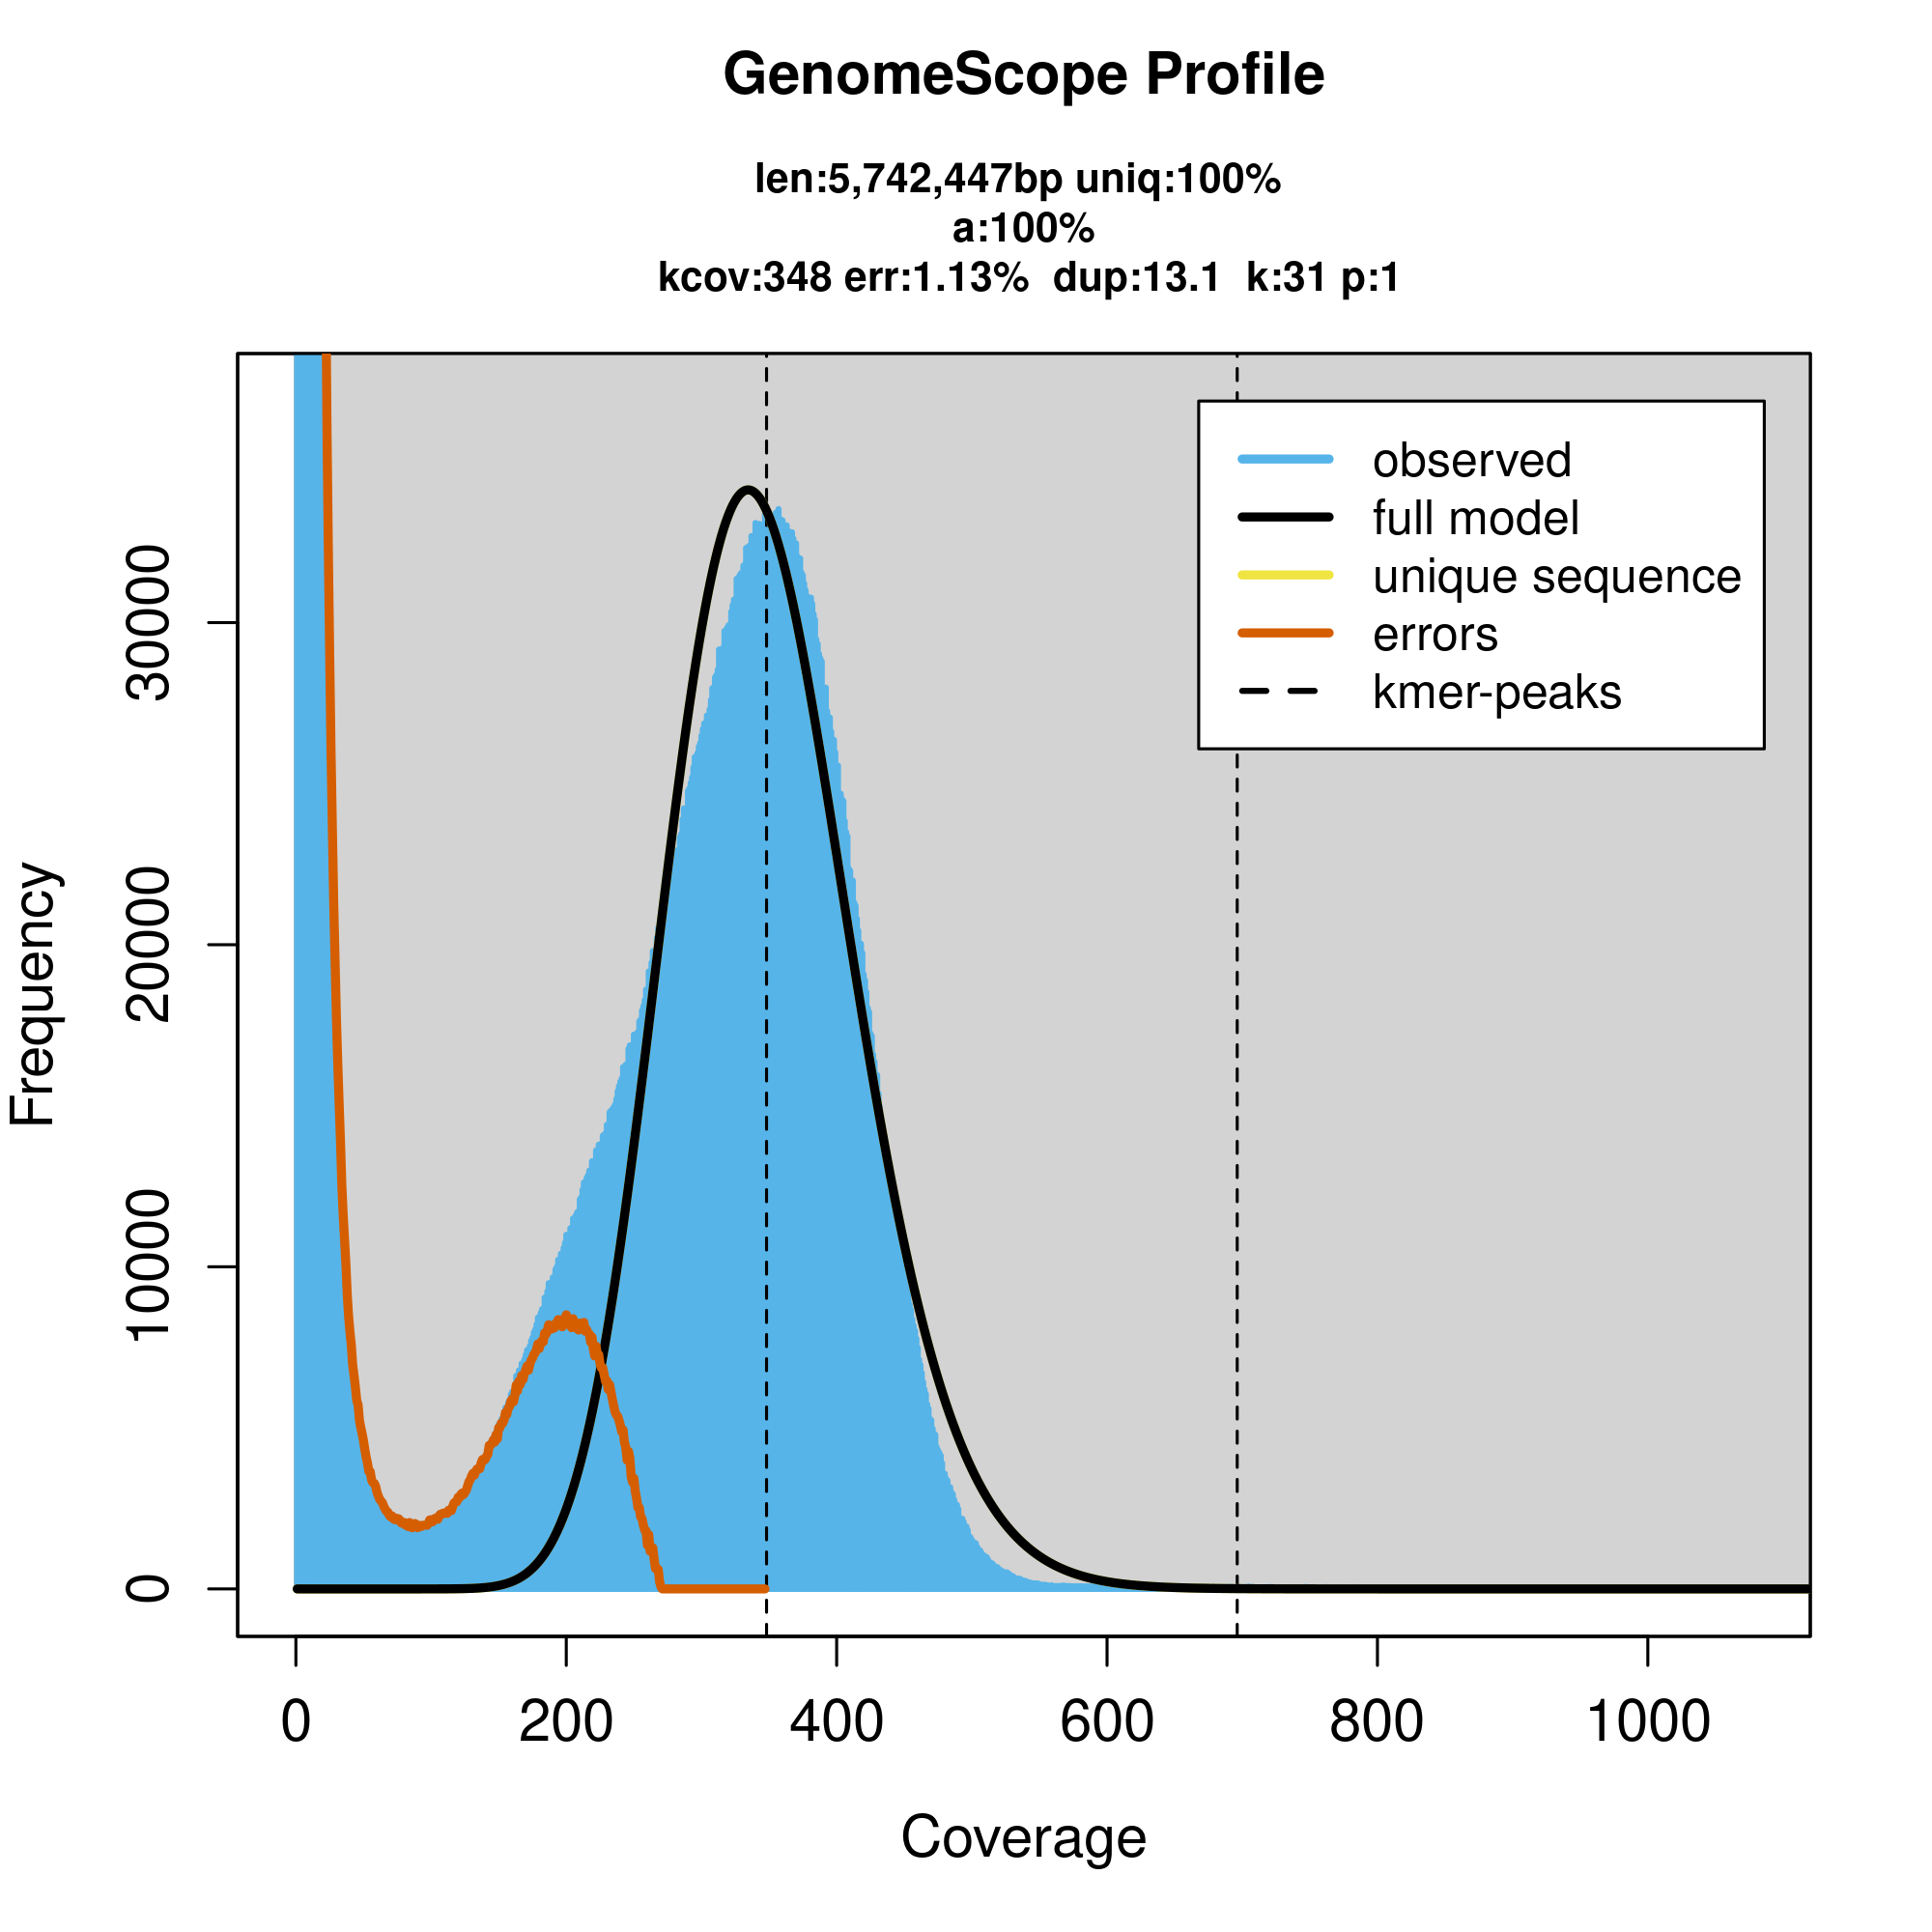 GenomeScope Profile
len:5,742,447bp uniq:100%
a:100%
kcov:348 err:1.13% dup:13.1 k:31 p:1
observed
full model
unique sequence
errors
kmer-peaks
Frequency
30000
20000
10000
0
0 200 400 600 800 1000
Coverage